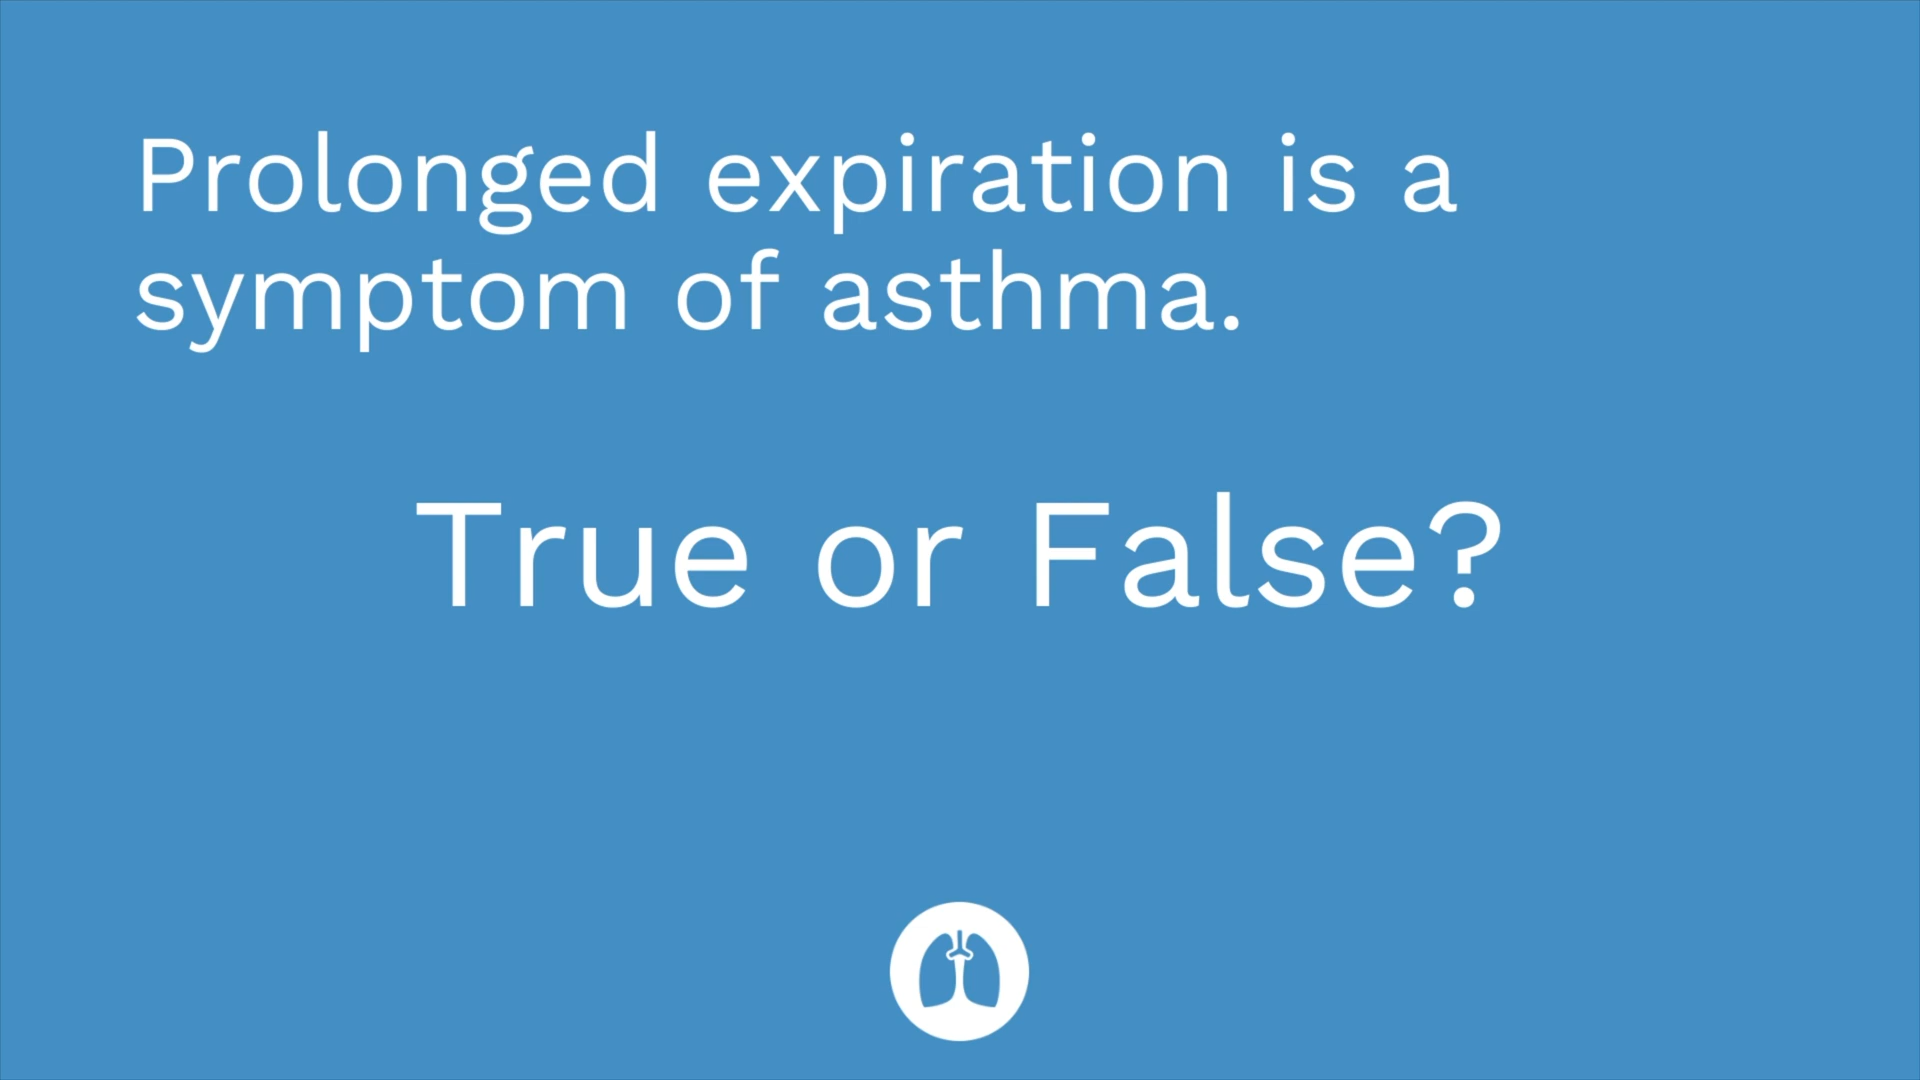 Prolonged expiration is a
symptom of asthma.
True or False?